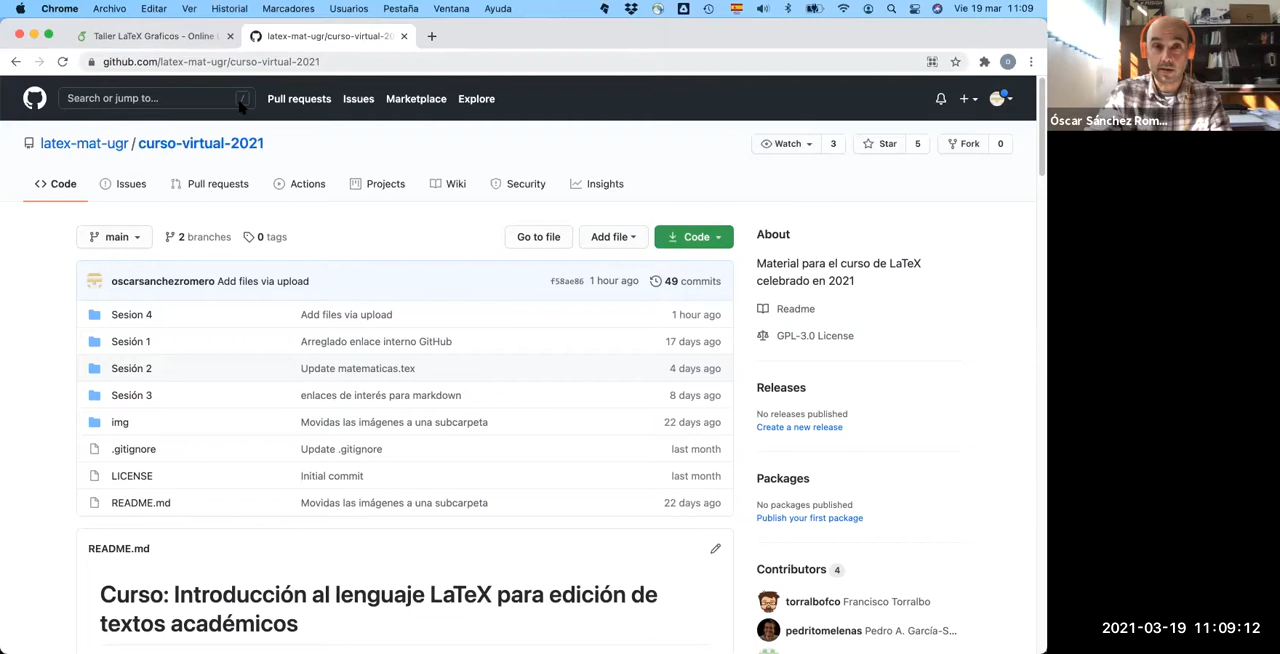 Chrome Archivo Editar Ver Historial Marcadores Usuarios Pestaña Ventana Ayuda Vie 19 mar 11:09
Taller LaTeX Graficos - Online L
latex-mat-ugr/curso-virtual-20
github.com/latex-mat-ugr/curso-virtual-2021
Search or jump to... /
Pull requests Issues Marketplace Explore
Óscar Sánchez Rom...
latex-mat-ugr / curso-virtual-2021
Watch 3 Star 5 Fork 0
Code Issues Pull requests Actions Projects Wiki Security Insights
main 2 branches 0 tags
Go to file Add file Code
oscarsanchezromero Add files via upload f58ae86 1 hour ago 49 commits
Sesion 4 Add files via upload 1 hour ago
Sesión 1 Arreglado enlace interno GitHub 17 days ago
Sesión 2 Update matematicas.tex 4 days ago
Sesión 3 enlaces de interés para markdown 8 days ago
img Movidas las imágenes a una subcarpeta 22 days ago
.gitignore Update .gitignore last month
LICENSE Initial commit last month
README.md Movidas las imágenes a una subcarpeta 22 days ago
README.md
Curso: Introducción al lenguaje LaTeX para edición de
textos académicos
About
Material para el curso de LaTeX
celebrado en 2021
Readme
GPL-3.0 License
Releases
No releases published
Create a new release
Packages
No packages published
Publish your first package
Contributors 4
torralbofco Francisco Torralbo
pedritomelenas Pedro A. García-S...
2021-03-19 11:09:12